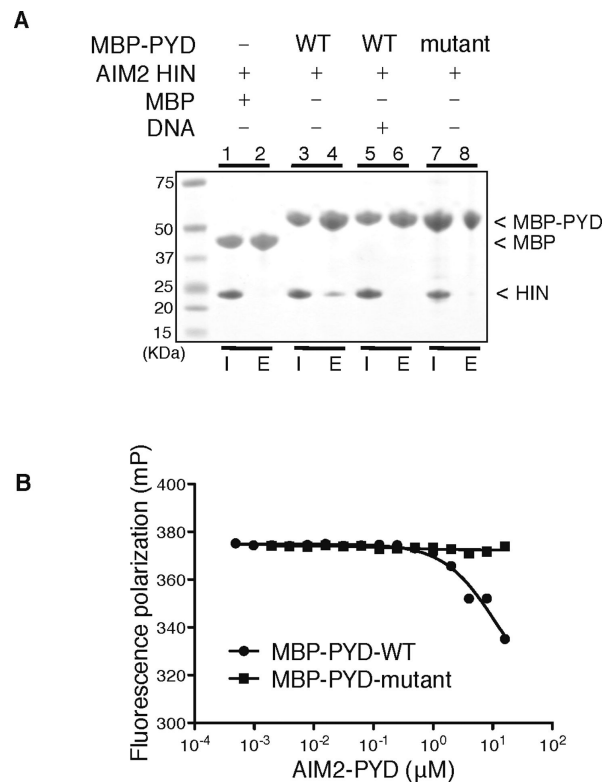 A
MBP-PYD – WT WT mutant
AIM2 HIN + + + +
MBP + – – –
DNA – – + –
1 2 3 4 5 6 7 8
75
50
37
25
20
15
(KDa)
< MBP-PYD
< MBP
< HIN
I E I E I E I E
B
Fluorescence polarization (mP)
400
380
360
340
320
300
MBP-PYD-WT
MBP-PYD-mutant
10⁻⁴ 10⁻³ 10⁻² 10⁻¹ 10⁰ 10¹ 10²
AIM2-PYD (µM)